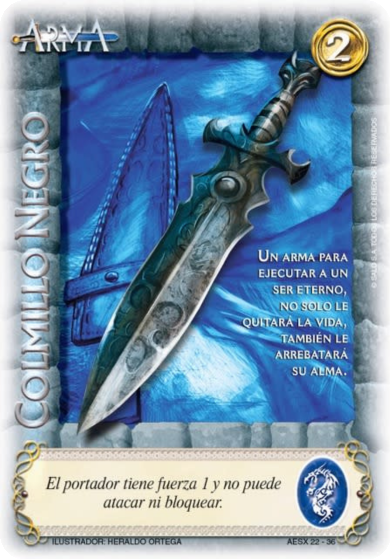 ARMA
2
COLMILLO NEGRO
UN ARMA PARA
EJECUTAR A UN
SER ETERNO,
NO SOLO LE
QUITARÁ LA VIDA,
TAMBIÉN LE
ARREBATARÁ
SU ALMA.
El portador tiene fuerza 1 y no puede
atacar ni bloquear.
ILUSTRADOR: HERALDO ORTEGA
AESX 22 - 36